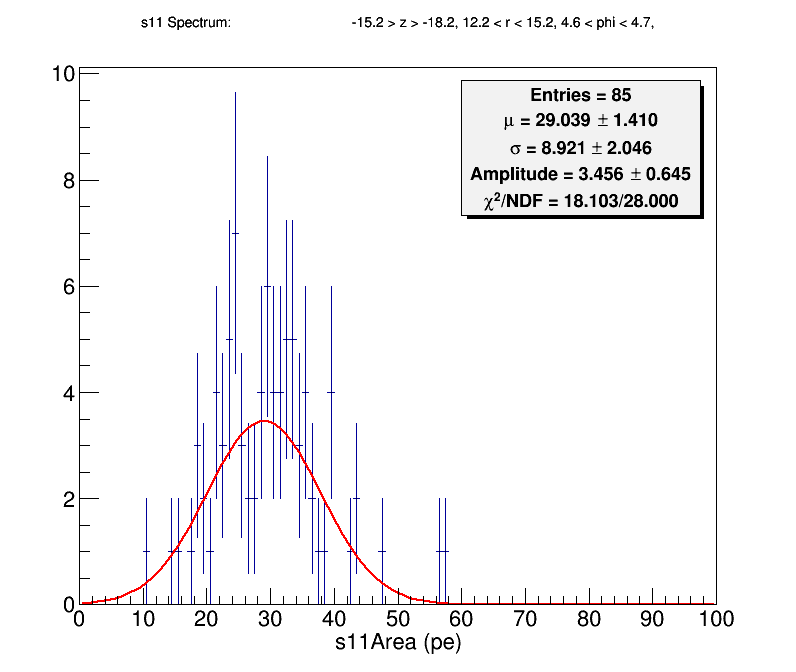 s11 Spectrum: -15.2 > z > -18.2, 12.2 < r < 15.2, 4.6 < phi < 4.7,
Entries = 85
μ = 29.039 ± 1.410
σ = 8.921 ± 2.046
Amplitude = 3.456 ± 0.645
χ²/NDF = 18.103/28.000
10
8
6
4
2
0
0 10 20 30 40 50 60 70 80 90 100
s11Area (pe)